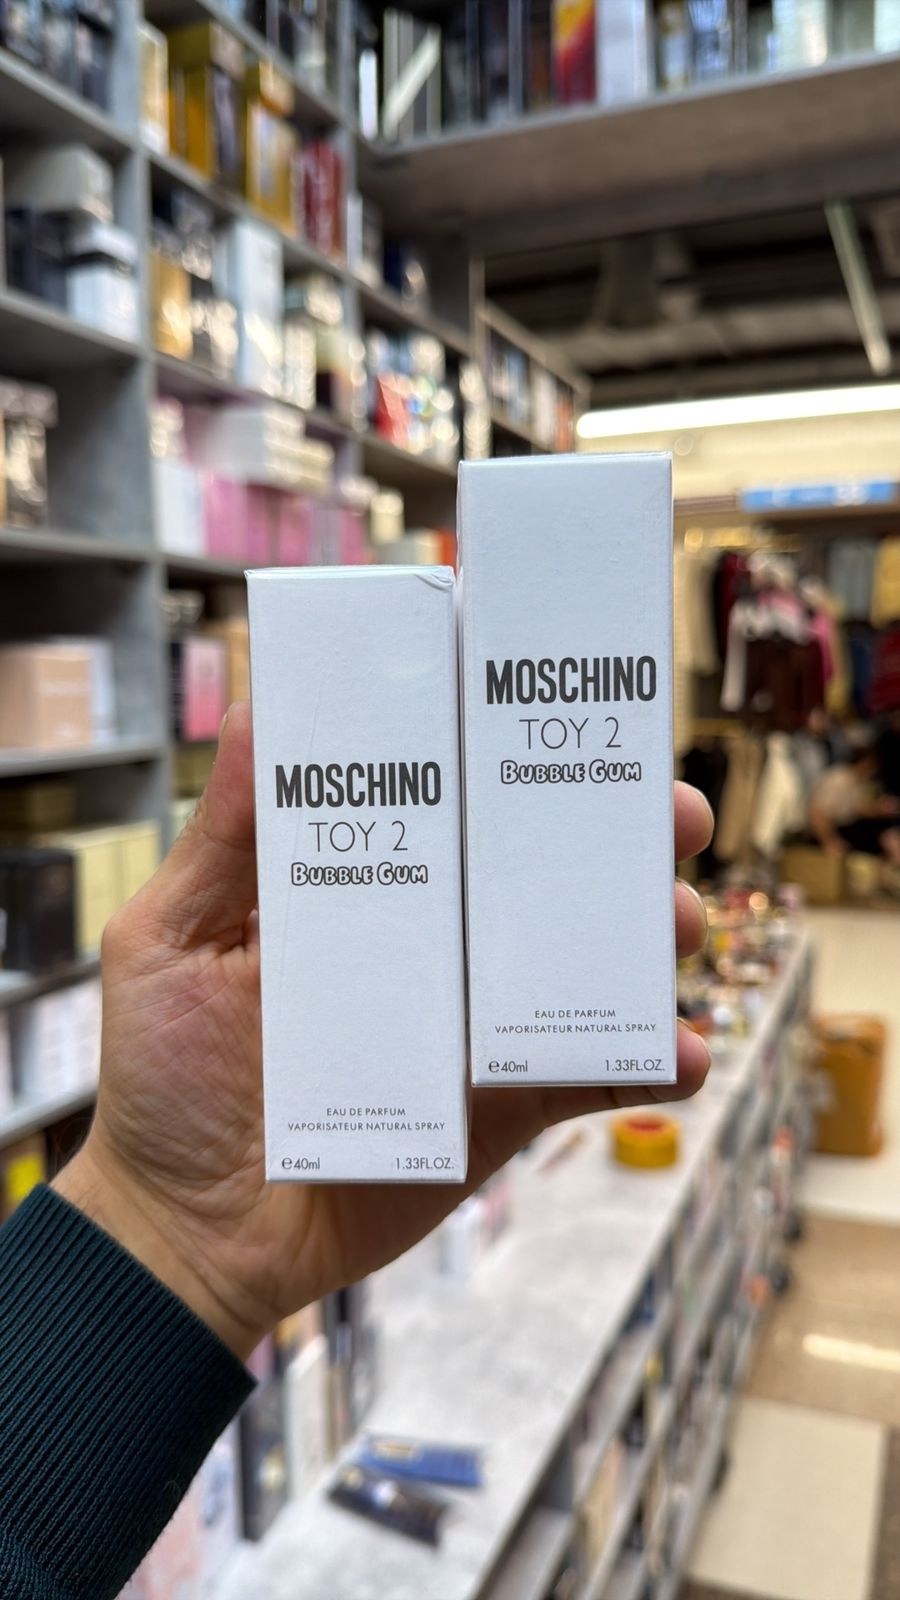 MOSCHINO
TOY 2
BUBBLE GUM
EAU DE PARFUM
VAPORISATEUR NATURAL SPRAY
℮40ml 1.33FL.OZ.
MOSCHINO
TOY 2
BUBBLE GUM
EAU DE PARFUM
VAPORISATEUR NATURAL SPRAY
℮40ml 1.33FL.OZ.